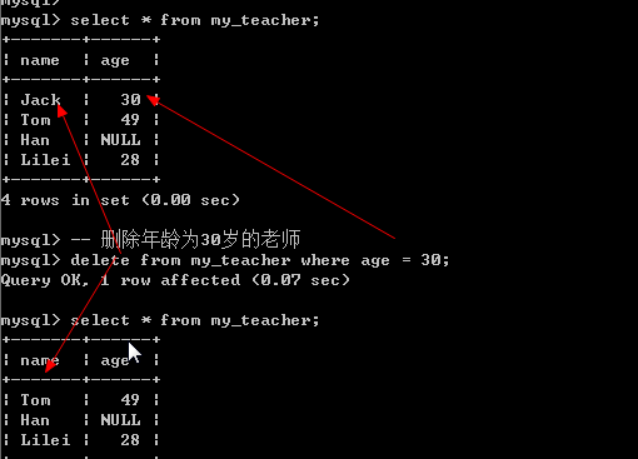 mysql>
mysql> select * from my_teacher;
+-------+------+
| name  | age  |
+-------+------+
| Jack  |   30 |
| Tom   |   49 |
| Han   | NULL |
| Lilei |   28 |
+-------+------+
4 rows in set (0.00 sec)
mysql> -- 删除年龄为30岁的老师
mysql> delete from my_teacher where age = 30;
Query OK, 1 row affected (0.07 sec)
mysql> select * from my_teacher;
+-------+------+
| name  | age  |
+-------+------+
| Tom   |   49 |
| Han   | NULL |
| Lilei |   28 |